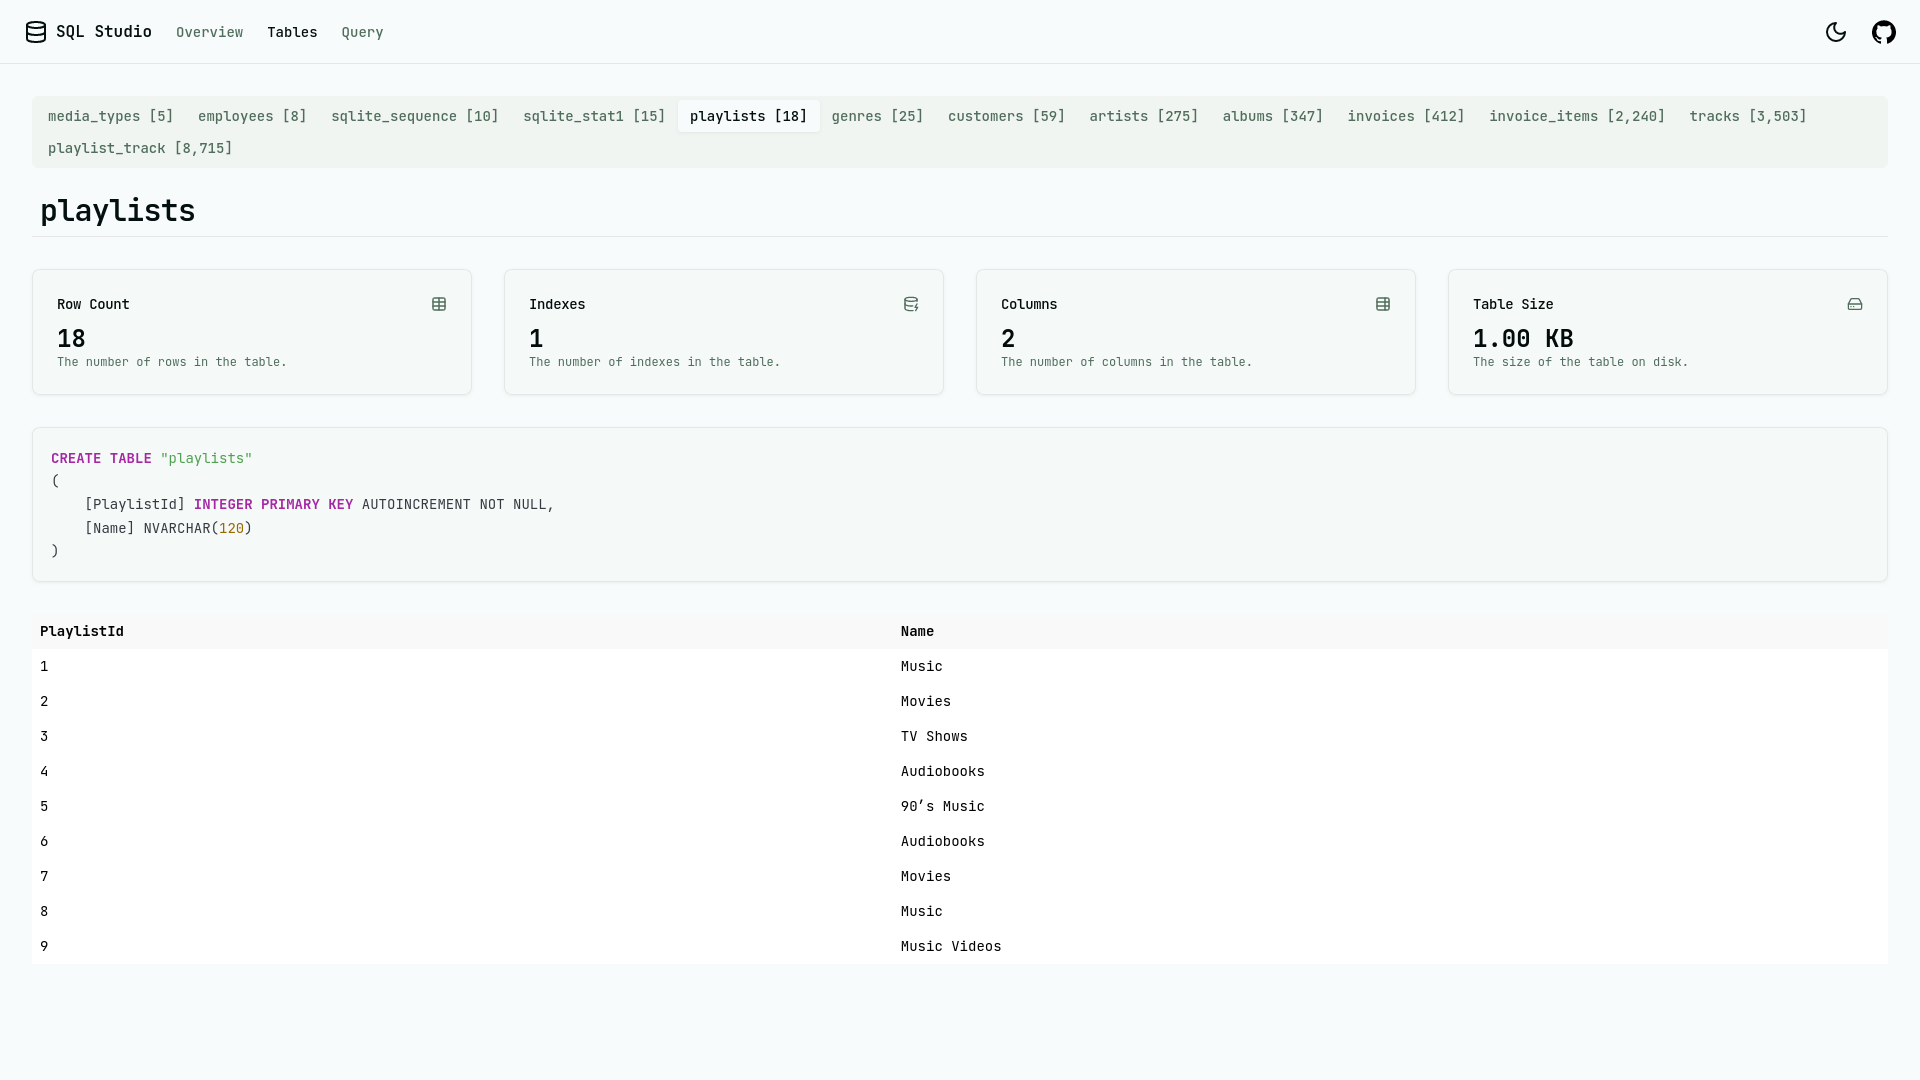 SQL Studio Overview Tables Query
media_types [5] employees [8] sqlite_sequence [10] sqlite_stat1 [15] playlists [18] genres [25] customers [59] artists [275] albums [347] invoices [412] invoice_items [2,240] tracks [3,503]
playlist_track [8,715]
playlists
Row Count
18
The number of rows in the table.
Indexes
1
The number of indexes in the table.
Columns
2
The number of columns in the table.
Table Size
1.00 KB
The size of the table on disk.
CREATE TABLE "playlists"
(
    [PlaylistId] INTEGER PRIMARY KEY AUTOINCREMENT NOT NULL,
    [Name] NVARCHAR(120)
)
PlaylistId Name
1 Music
2 Movies
3 TV Shows
4 Audiobooks
5 90’s Music
6 Audiobooks
7 Movies
8 Music
9 Music Videos